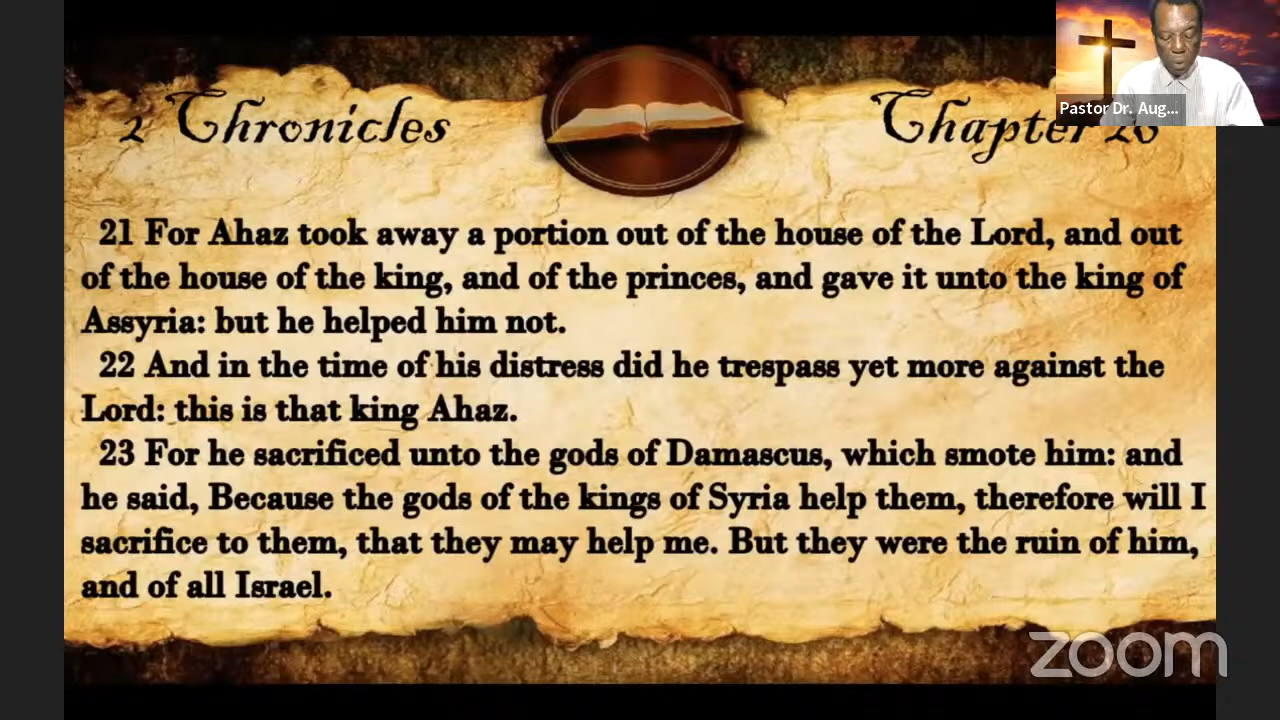 2 Chronicles
Chapter 28
Pastor Dr. Aug...
21 For Ahaz took away a portion out of the house of the Lord, and out
of the house of the king, and of the princes, and gave it unto the king of
Assyria: but he helped him not.
22 And in the time of his distress did he trespass yet more against the
Lord: this is that king Ahaz.
23 For he sacrificed unto the gods of Damascus, which smote him: and
he said, Because the gods of the kings of Syria help them, therefore will I
sacrifice to them, that they may help me. But they were the ruin of him,
and of all Israel.
zoom